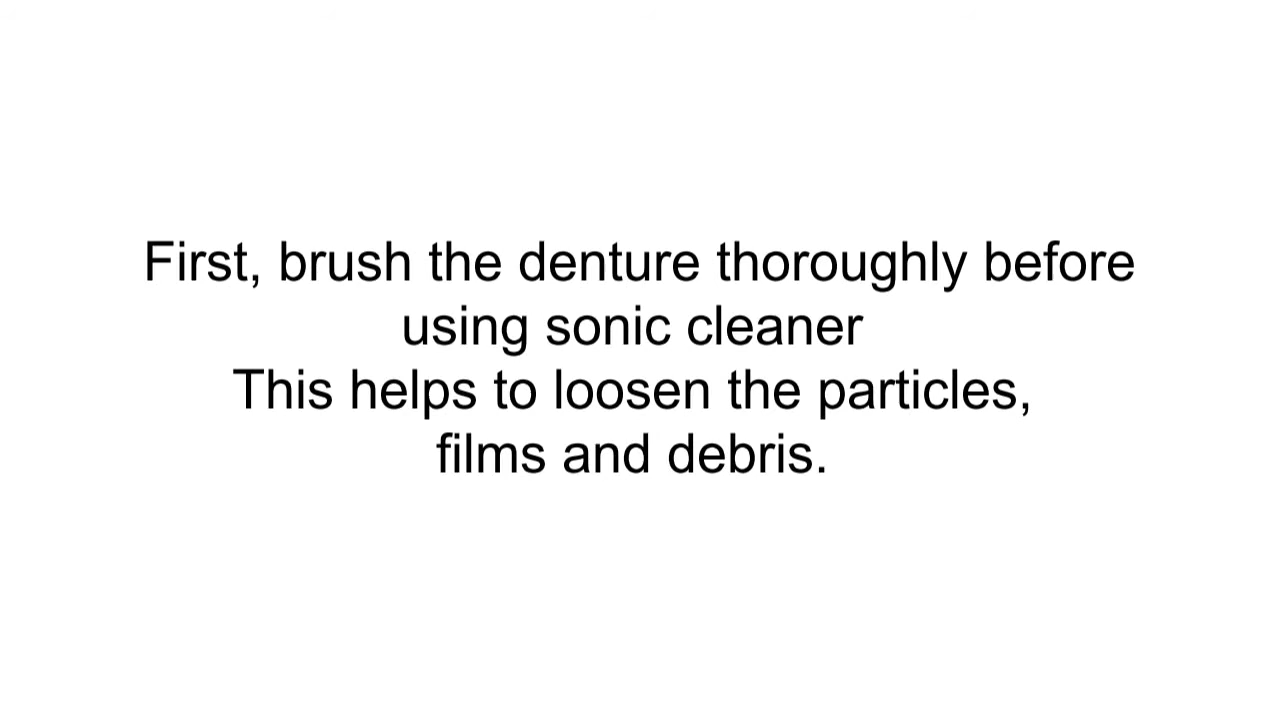 First, brush the denture thoroughly before
using sonic cleaner
This helps to loosen the particles,
films and debris.